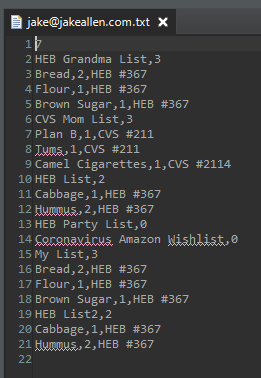 jake@jakeallen.com.txt
1 7
2 HEB Grandma List,3
3 Bread,2,HEB #367
4 Flour,1,HEB #367
5 Brown Sugar,1,HEB #367
6 CVS Mom List,3
7 Plan B,1,CVS #211
8 Tums,1,CVS #211
9 Camel Cigarettes,1,CVS #2114
10 HEB List,2
11 Cabbage,1,HEB #367
12 Hummus,2,HEB #367
13 HEB Party List,0
14 Coronavirus Amazon Wishlist,0
15 My List,3
16 Bread,2,HEB #367
17 Flour,1,HEB #367
18 Brown Sugar,1,HEB #367
19 HEB List2,2
20 Cabbage,1,HEB #367
21 Hummus,2,HEB #367
22